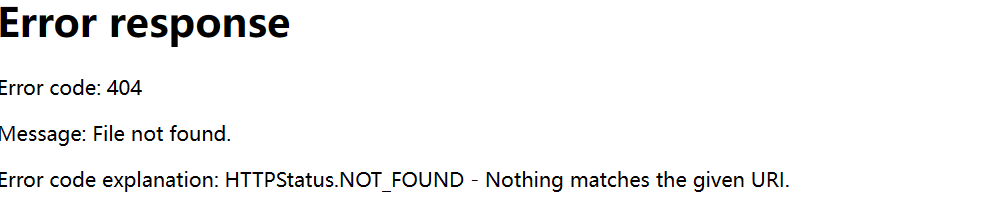 Error response
Error code: 404
Message: File not found.
Error code explanation: HTTPStatus.NOT_FOUND - Nothing matches the given URI.